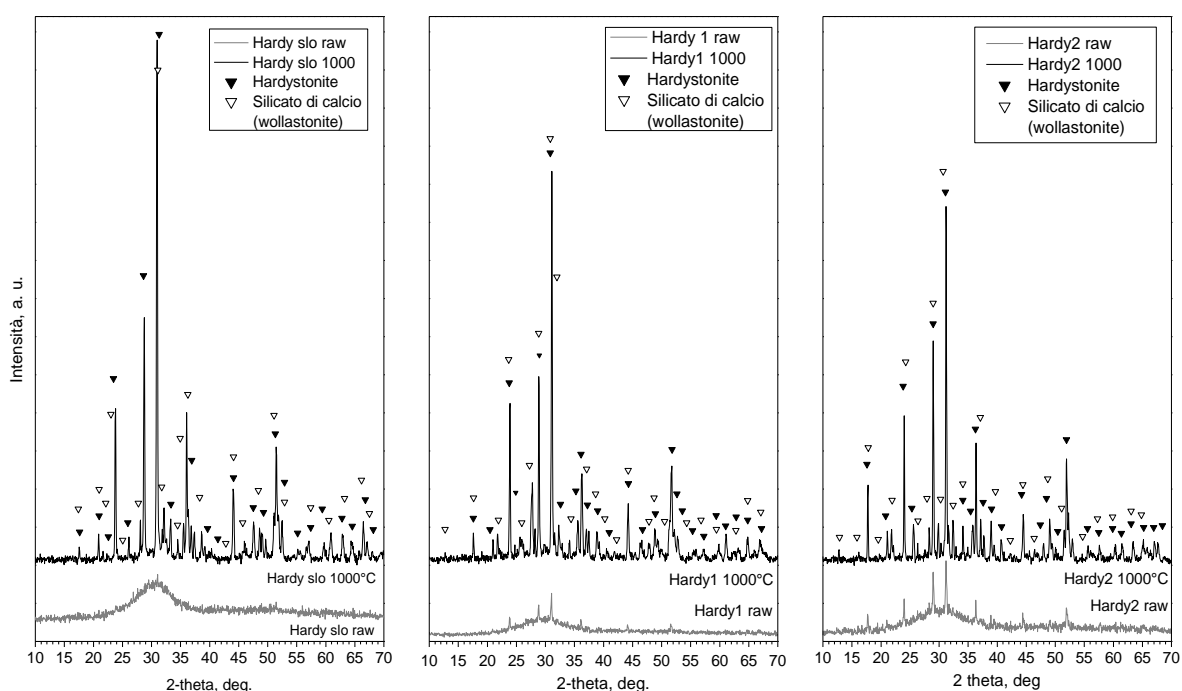 Intensità, a. u.
Hardy slo raw
Hardy slo 1000
Hardystonite
Silicato di calcio
(wollastonite)
Hardy slo 1000°C
Hardy slo raw
10 15 20 25 30 35 40 45 50 55 60 65 70
2-theta, deg.
Hardy 1 raw
Hardy1 1000
Hardystonite
Silicato di calcio
(wollastonite)
Hardy1 1000°C
Hardy1 raw
10 15 20 25 30 35 40 45 50 55 60 65 70
2-theta, deg.
Hardy2 raw
Hardy2 1000
Hardystonite
Silicato di calcio
(wollastonite)
Hardy2 1000°C
Hardy2 raw
10 15 20 25 30 35 40 45 50 55 60 65 70
2 theta, deg